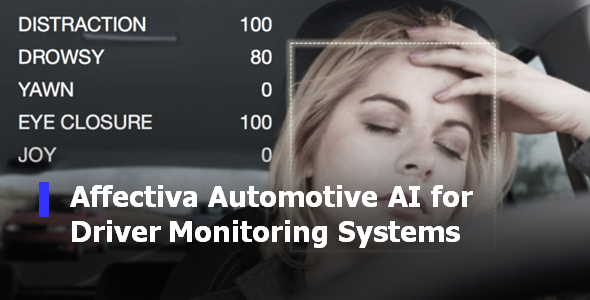 DISTRACTION 100
DROWSY 80
YAWN 0
EYE CLOSURE 100
JOY 0
Affectiva Automotive AI for
Driver Monitoring Systems